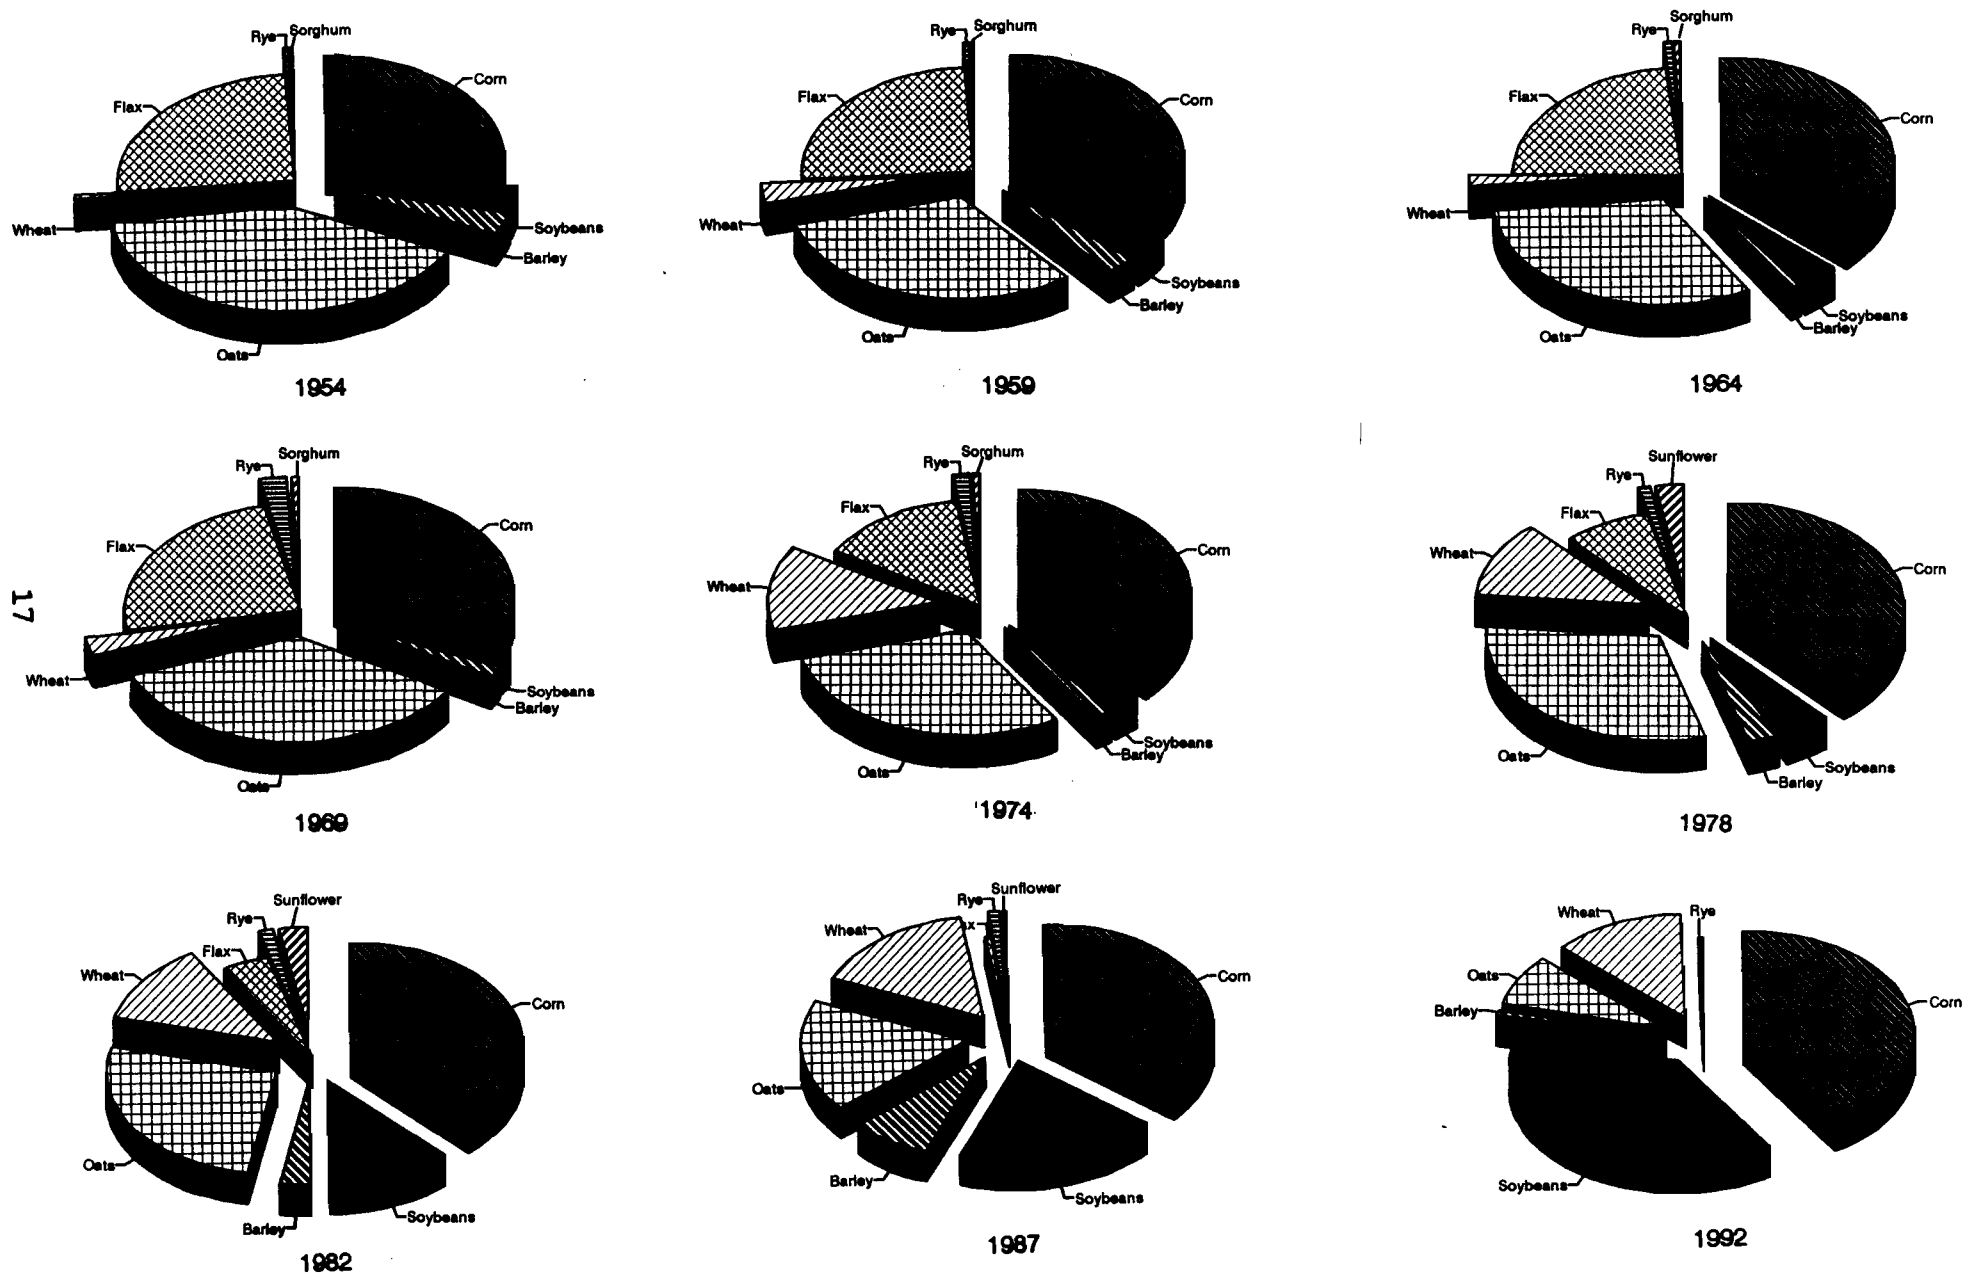 Rye
Sorghum
Corn
Flax
Soybeans
Wheat
Barley
Oats
1954
Rye
Sorghum
Corn
Flax
Wheat
Soybeans
Barley
Oats
1959
Sorghum
Rye
Flax
Corn
Wheat
Soybeans
Barley
Oats
1964
Sorghum
Rye
Corn
Flax
Wheat
Soybeans
Barley
Oats
1969
Sorghum
Rye
Flax
Corn
Wheat
Soybeans
Barley
Oats
1974
Sunflower
Rye
Flax
Wheat
Corn
Oats
Soybeans
Barley
1978
17
Sunflower
Rye
Flax
Wheat
Corn
Oats
Soybeans
Barley
1982
Sunflower
Rye
ax
Wheat
Corn
Oats
Barley
Soybeans
1987
Wheat
Rye
Oats
Corn
Barley
Soybeans
1992